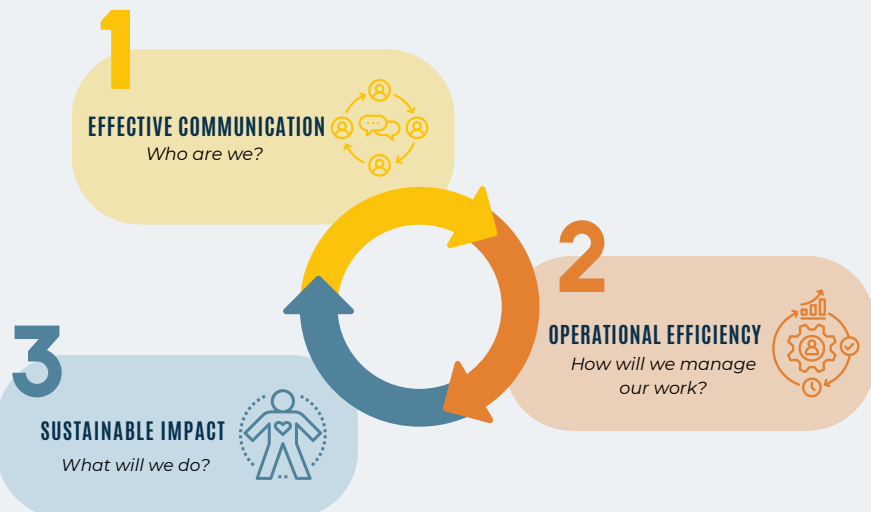 1
EFFECTIVE COMMUNICATION
Who are we?
2
OPERATIONAL EFFICIENCY
How will we manage
our work?
3
SUSTAINABLE IMPACT
What will we do?